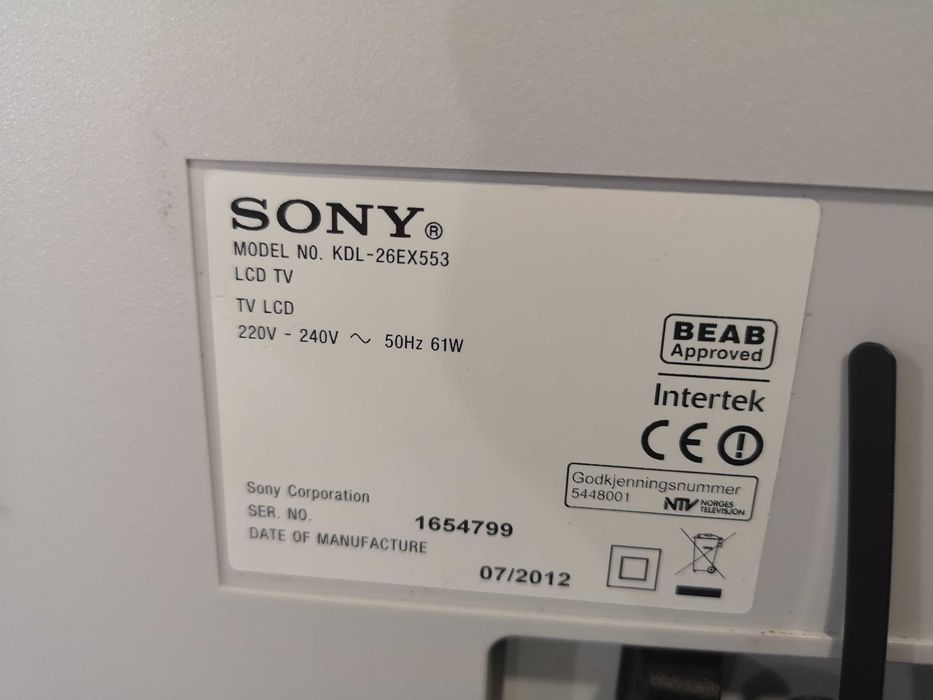 SONY®
MODEL NO. KDL-26EX553
LCD TV
TV LCD
220V - 240V ～ 50Hz 61W
BEAB
Approved
Intertek
CE
Godkjenningsnummer
5448001 NTV NORGES
TELEVISJON
Sony Corporation
SER. NO. 1654799
DATE OF MANUFACTURE
07/2012